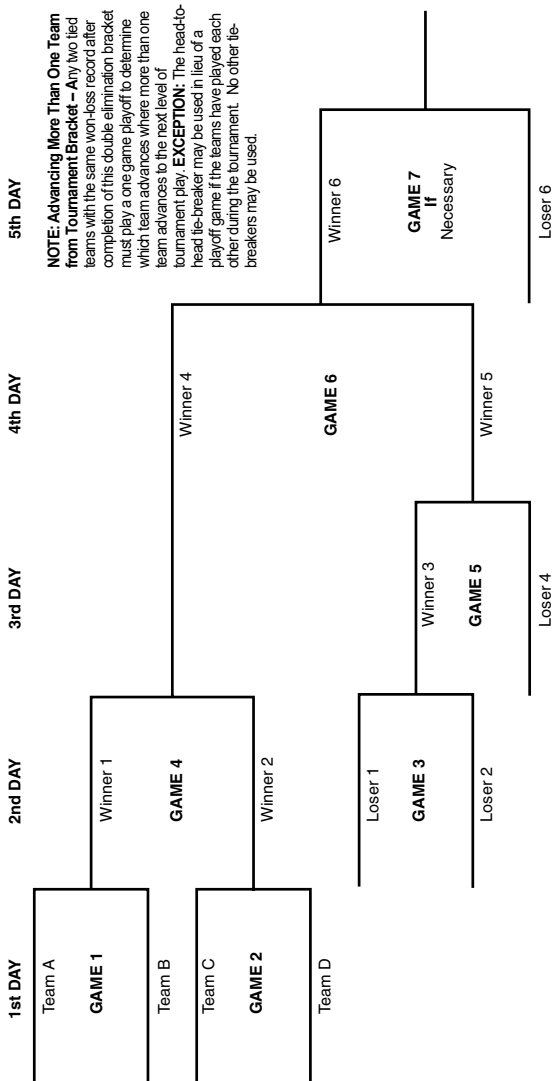 1st DAY
2nd DAY
3rd DAY
4th DAY
5th DAY
Team A
GAME 1
Team B
Team C
GAME 2
Team D
Winner 1
GAME 4
Winner 2
Loser 1
GAME 3
Loser 2
Winner 3
GAME 5
Loser 4
Winner 4
GAME 6
Winner 5
Winner 6
GAME 7
If
Necessary
Loser 6
NOTE: Advancing More Than One Team
from Tournament Bracket – Any two tied
teams with the same won-loss record after
completion of this double elimination bracket
must play a one game playoff to determine
which team advances where more than one
team advances to the next level of
tournament play. EXCEPTION: The head-to-
head tie-breaker may be used in lieu of a
playoff game if the teams have played each
other during the tournament. No other tie-
breakers may be used.